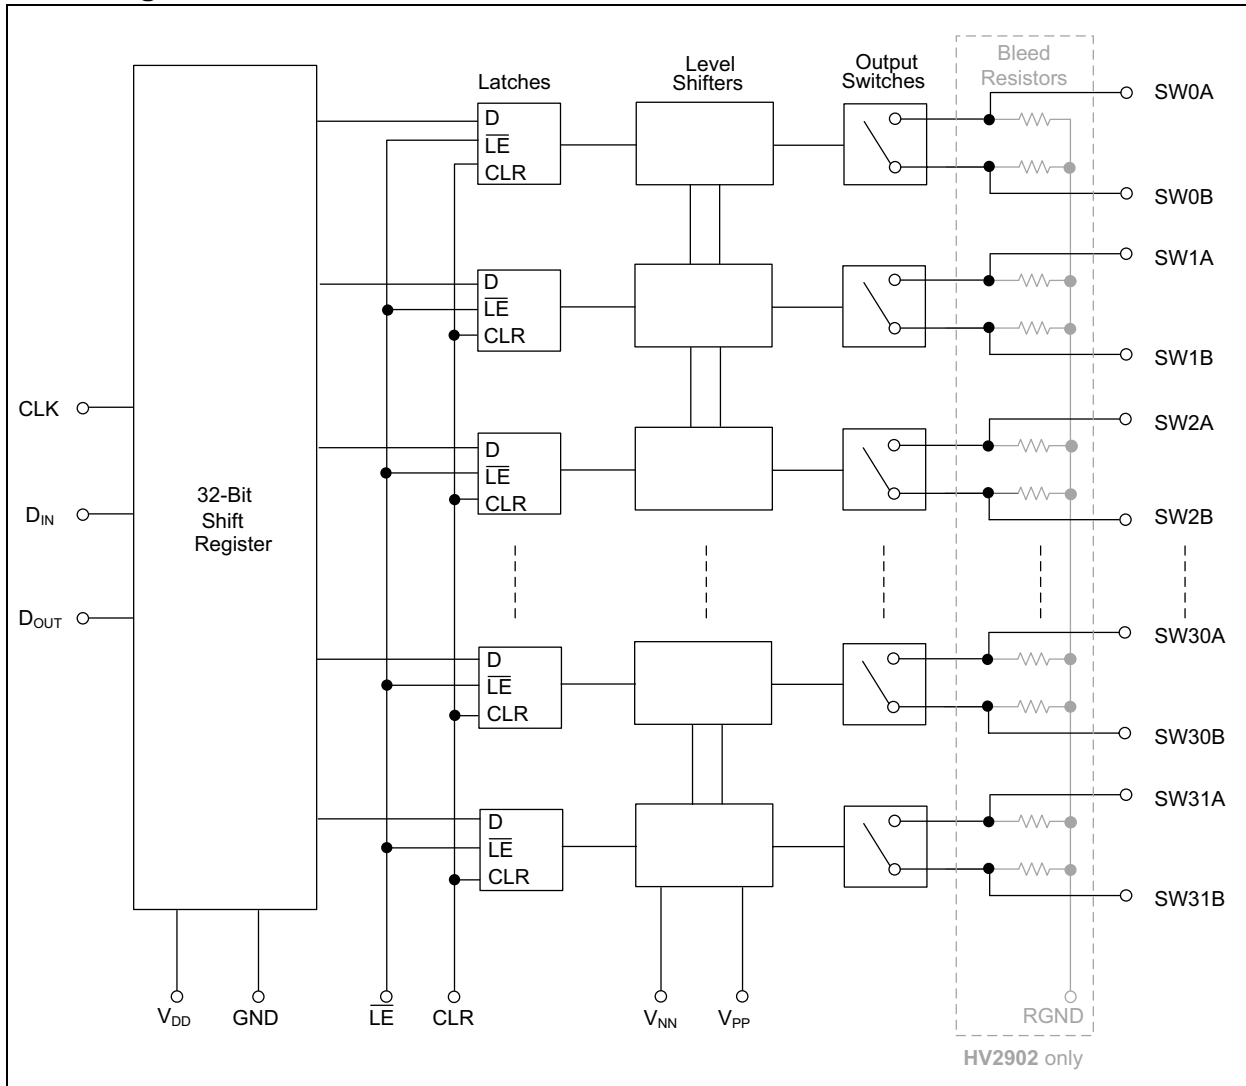 Latches
Level
Shifters
Output
Switches
Bleed
Resistors
D
LE
CLR
SW0A
SW0B
D
LE
CLR
SW1A
SW1B
D
LE
CLR
SW2A
SW2B
CLK
DIN
DOUT
32-Bit
Shift
Register
D
LE
CLR
SW30A
SW30B
D
LE
CLR
SW31A
SW31B
VDD
GND
LE
CLR
VNN
VPP
RGND
HV2902 only